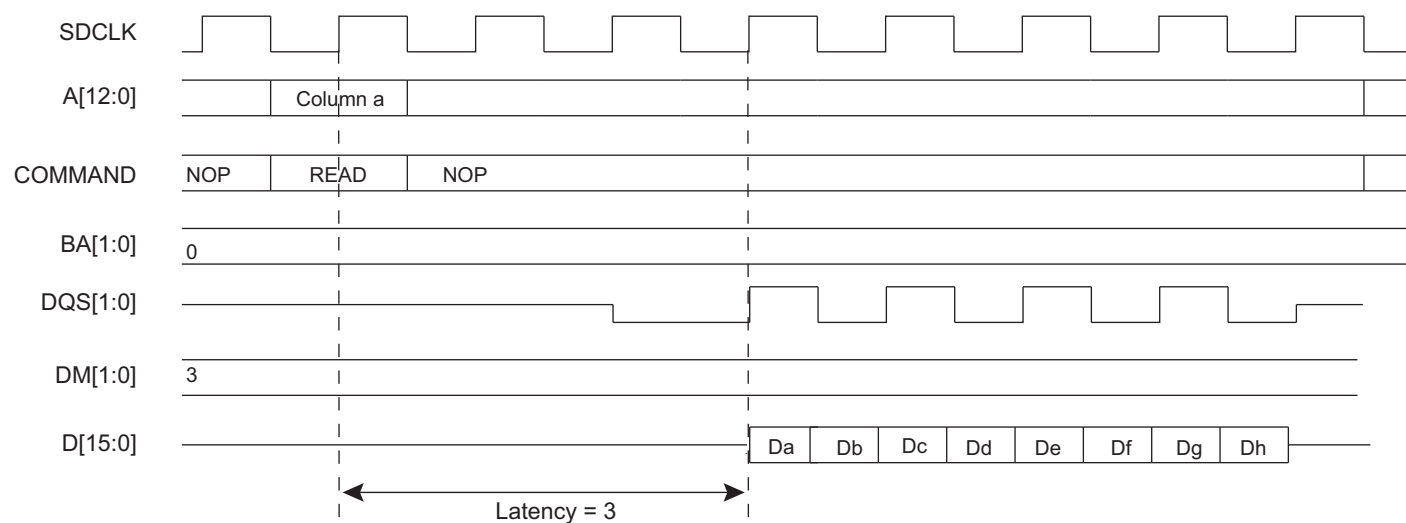 SDCLK
A[12:0] Column a
COMMAND NOP READ NOP
BA[1:0] 0
DQS[1:0]
DM[1:0] 3
D[15:0] Da Db Dc Dd De Df Dg Dh
Latency = 3